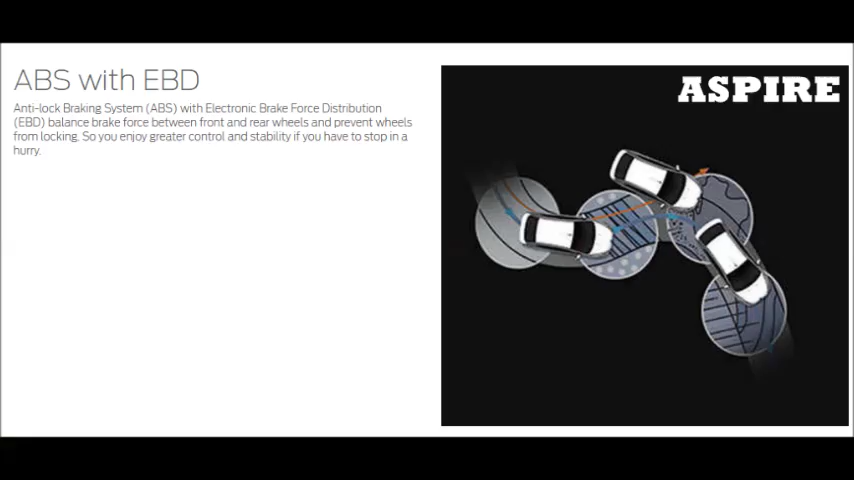 ABS with EBD
Anti-lock Braking System (ABS) with Electronic Brake Force Distribution
(EBD) balance brake force between front and rear wheels and prevent wheels
from locking. So you enjoy greater control and stability if you have to stop in a
hurry.
ASPIRE